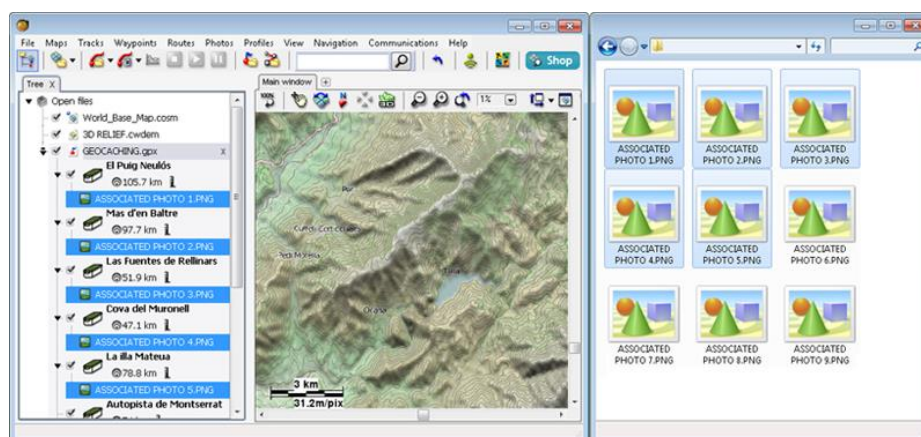 File Maps Tracks Waypoints Routes Photos Profiles View Navigation Communications Help
Shop
Tree X
Main window
100%
1%
Open files
World_Base_Map.cosm
3D RELIEF.cwdem
GEOCACHING.gpx x
El Puig Neulós
105.7 km
ASSOCIATED PHOTO 1.PNG
Mas d'en Baltre
97.7 km
ASSOCIATED PHOTO 2.PNG
Las Fuentes de Rellinars
51.9 km
ASSOCIATED PHOTO 3.PNG
Cova del Muronell
47.1 km
ASSOCIATED PHOTO 4.PNG
La illa Mateua
78.8 km
ASSOCIATED PHOTO 5.PNG
Autopista de Montserrat
3 km
31.2m/pix
ASSOCIATED
PHOTO 1.PNG
ASSOCIATED
PHOTO 2.PNG
ASSOCIATED
PHOTO 3.PNG
ASSOCIATED
PHOTO 4.PNG
ASSOCIATED
PHOTO 5.PNG
ASSOCIATED
PHOTO 6.PNG
ASSOCIATED
PHOTO 7.PNG
ASSOCIATED
PHOTO 8.PNG
ASSOCIATED
PHOTO 9.PNG